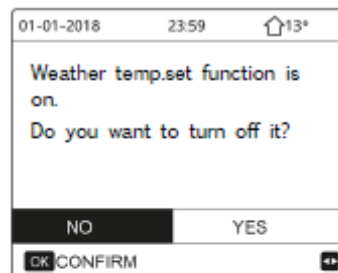 01-01-2018 23:59 13°
Weather temp.set function is
on.
Do you want to turn off it?
NO YES
OK CONFIRM